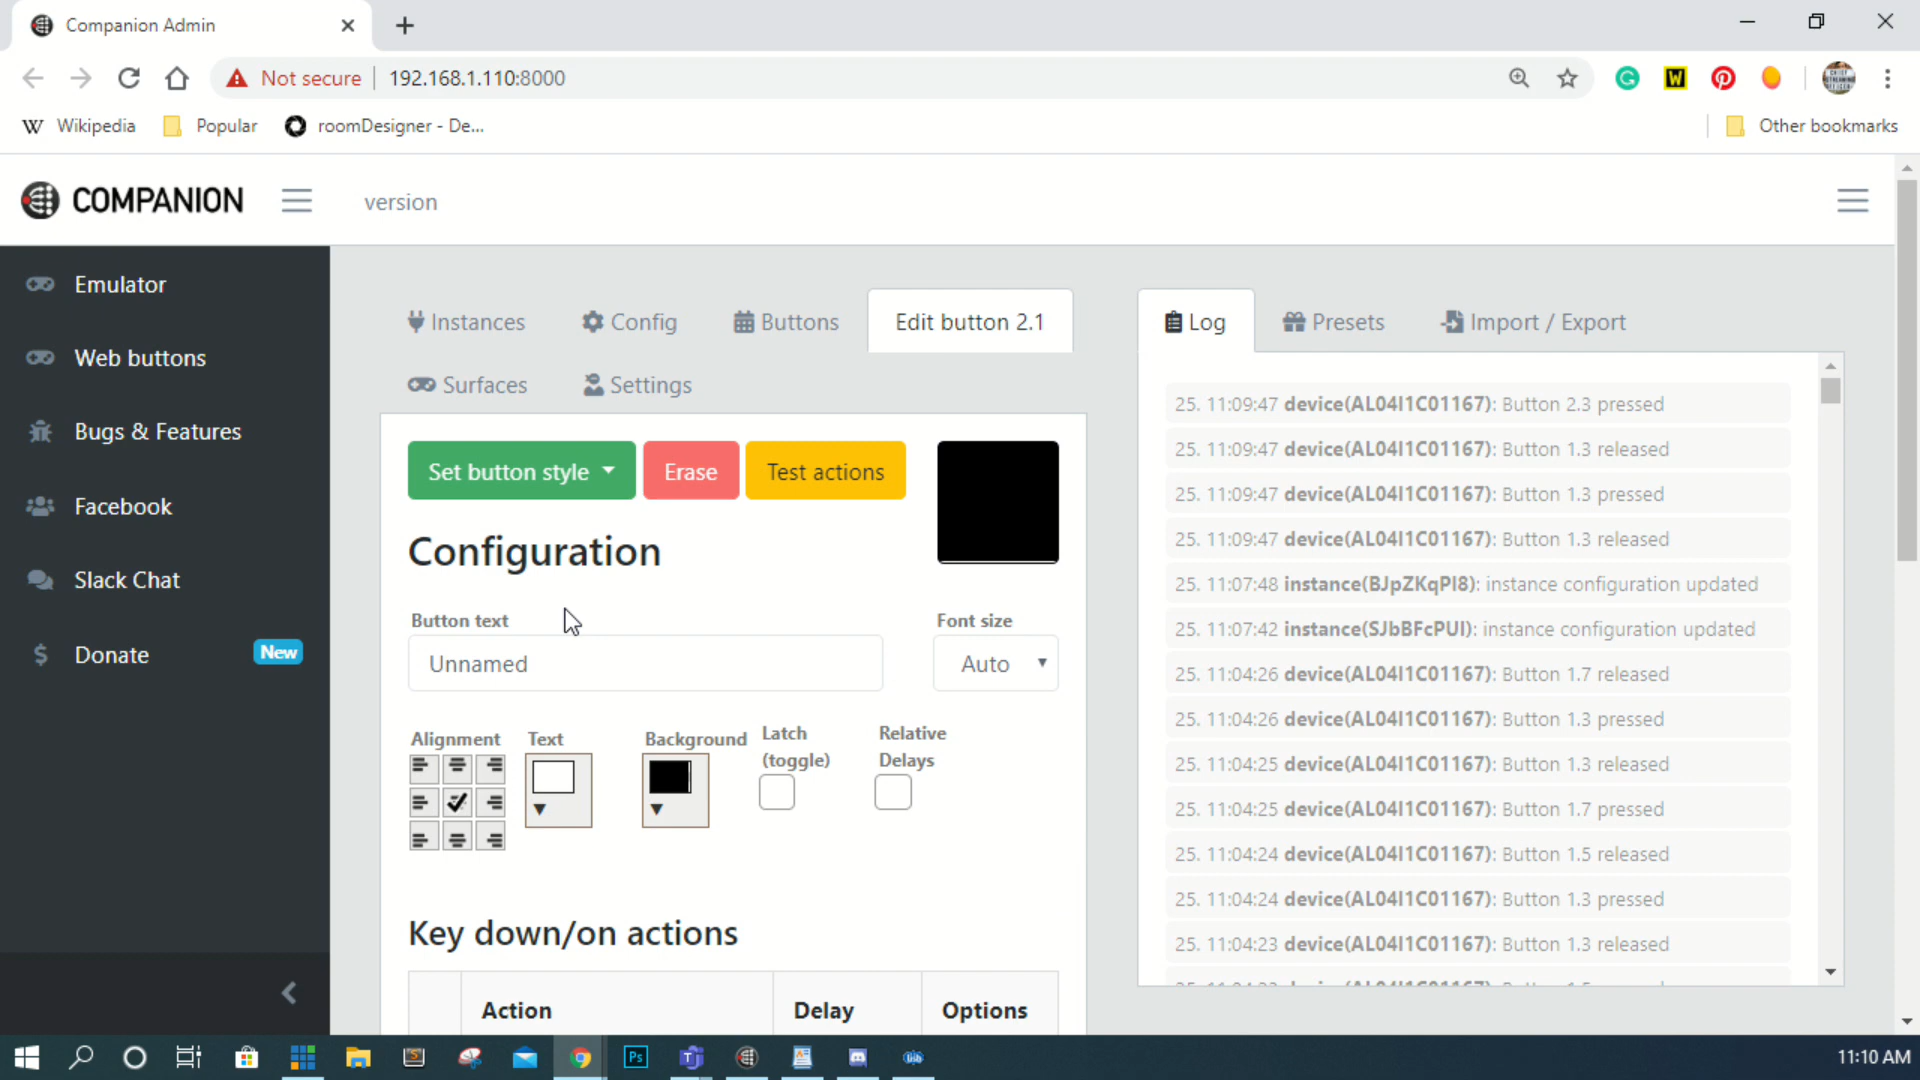 Companion Admin
Not secure 192.168.1.110:8000
W Wikipedia Popular roomDesigner - De... Other bookmarks
COMPANION version
Emulator
Web buttons
Bugs & Features
Facebook
Slack Chat
Donate New
Instances Config Buttons Edit button 2.1
Surfaces Settings
Set button style Erase Test actions
Configuration
Button text Font size
Unnamed Auto
Alignment Text Background Latch (toggle) Relative Delays
Key down/on actions
Action Delay Options
Log Presets Import / Export
25. 11:09:47 device(AL04I1C01167): Button 2.3 pressed
25. 11:09:47 device(AL04I1C01167): Button 1.3 released
25. 11:09:47 device(AL04I1C01167): Button 1.3 pressed
25. 11:09:47 device(AL04I1C01167): Button 1.3 released
25. 11:07:48 instance(BJpZKqPI8): instance configuration updated
25. 11:07:42 instance(SJbBFcPUI): instance configuration updated
25. 11:04:26 device(AL04I1C01167): Button 1.7 released
25. 11:04:26 device(AL04I1C01167): Button 1.3 pressed
25. 11:04:25 device(AL04I1C01167): Button 1.3 released
25. 11:04:25 device(AL04I1C01167): Button 1.7 pressed
25. 11:04:24 device(AL04I1C01167): Button 1.5 released
25. 11:04:24 device(AL04I1C01167): Button 1.3 pressed
25. 11:04:23 device(AL04I1C01167): Button 1.3 released
11:10 AM